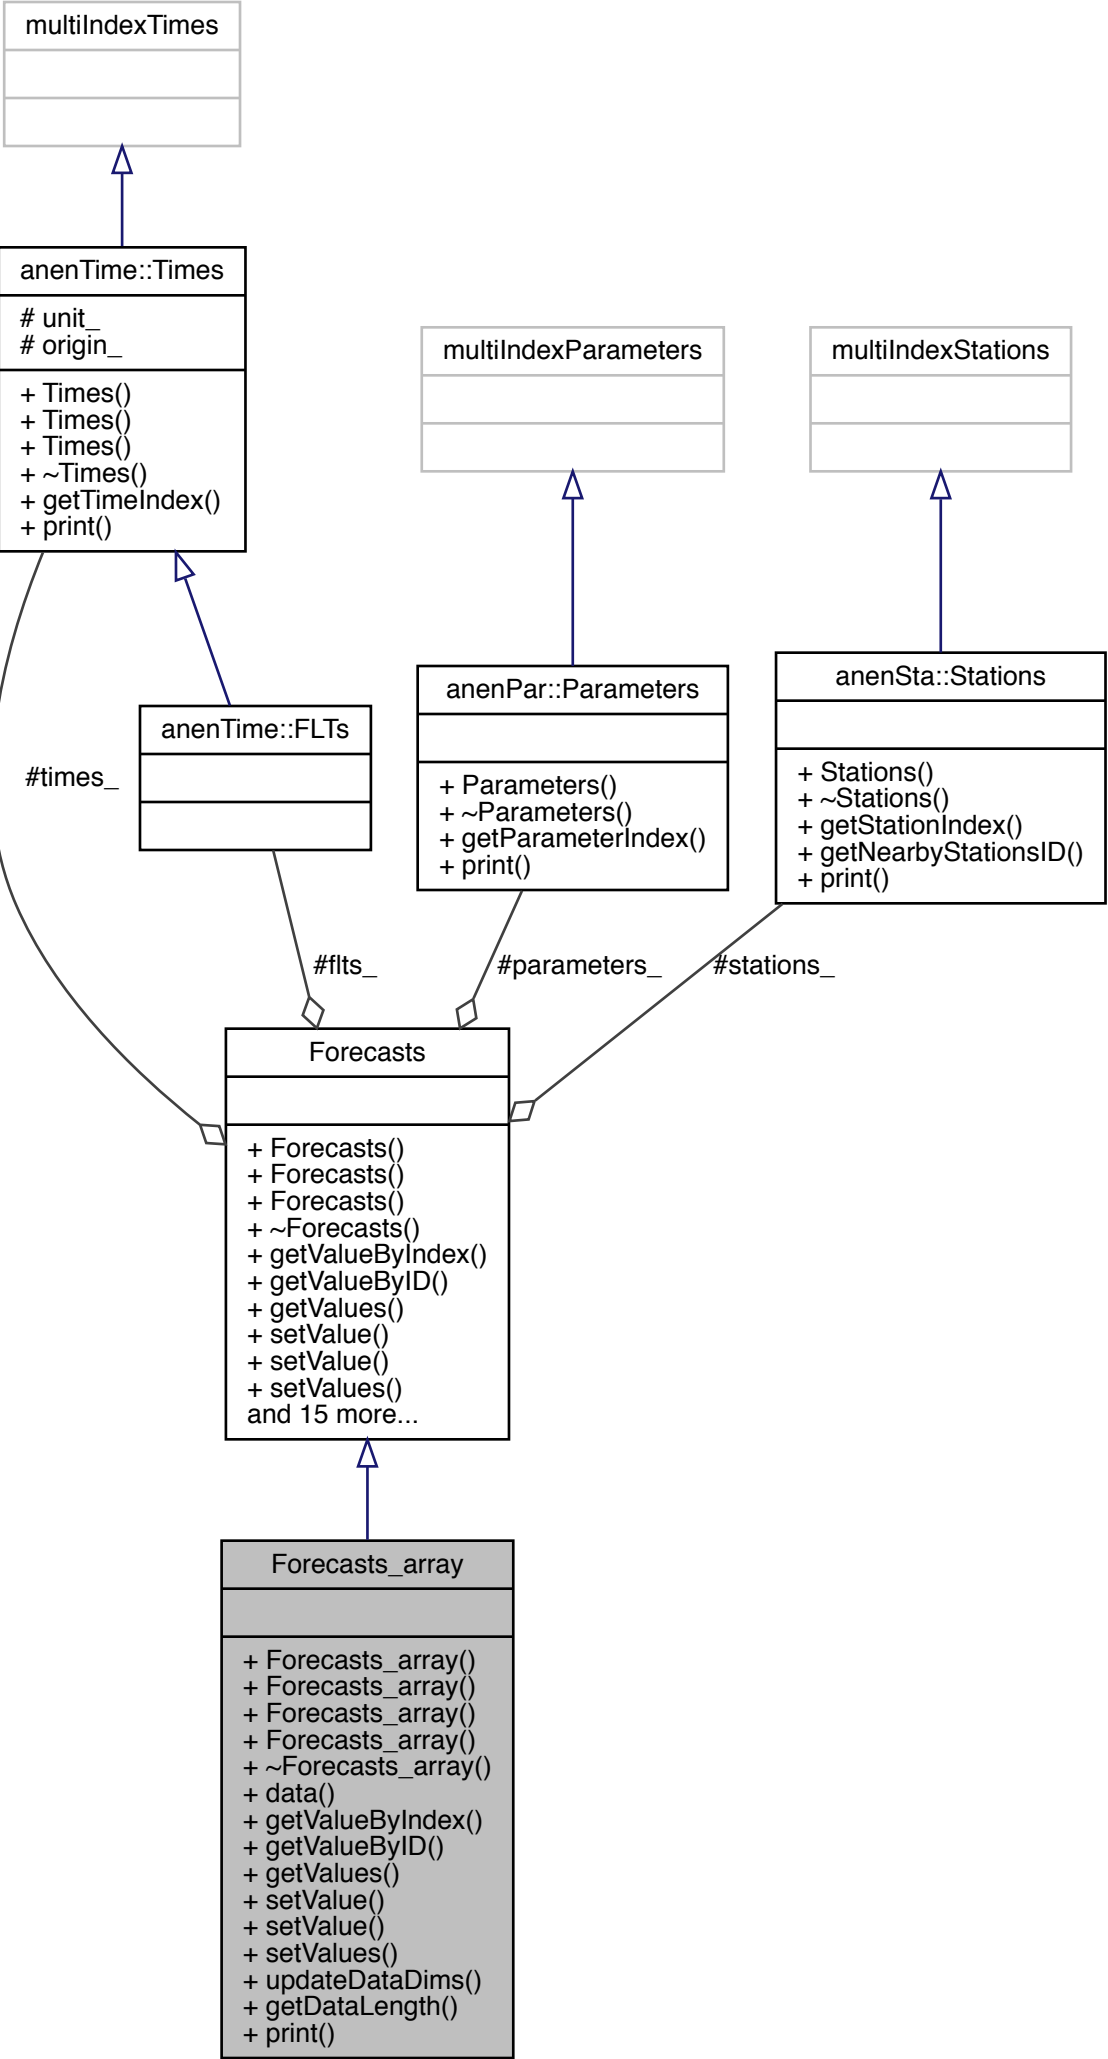 multiIndexTimes
anenTime::Times
# unit_
# origin_
+ Times()
+ Times()
+ Times()
+ ~Times()
+ getTimeIndex()
+ print()
multiIndexParameters
multiIndexStations
anenTime::FLTs
anenPar::Parameters
+ Parameters()
+ ~Parameters()
+ getParameterIndex()
+ print()
anenSta::Stations
+ Stations()
+ ~Stations()
+ getStationIndex()
+ getNearbyStationsID()
+ print()
#times_
#flts_
#parameters_
#stations_
Forecasts
+ Forecasts()
+ Forecasts()
+ Forecasts()
+ ~Forecasts()
+ getValueByIndex()
+ getValueByID()
+ getValues()
+ setValue()
+ setValue()
+ setValues()
and 15 more...
Forecasts_array
+ Forecasts_array()
+ Forecasts_array()
+ Forecasts_array()
+ Forecasts_array()
+ ~Forecasts_array()
+ data()
+ getValueByIndex()
+ getValueByID()
+ getValues()
+ setValue()
+ setValue()
+ setValues()
+ updateDataDims()
+ getDataLength()
+ print()